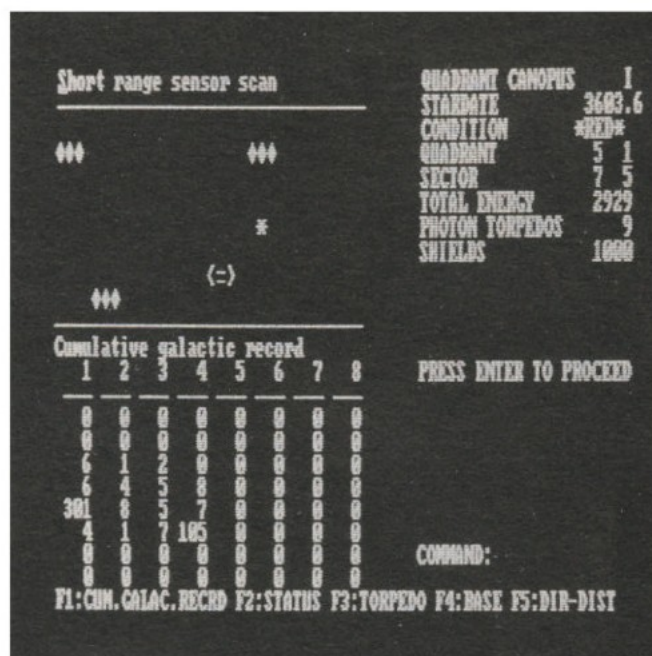 Short range sensor scan
QUADRANT CANOPUS I
STARDATE 3603.6
CONDITION *RED*
QUADRANT 5 1
SECTOR 7 5
TOTAL ENERGY 2929
PHOTON TORPEDOS 9
SHIELDS 1000
*
<=>
Cumulative galactic record
1 2 3 4 5 6 7 8
0 0 0 0 0 0 0 0
0 0 0 0 0 0 0 0
6 1 2 0 0 0 0 0
6 4 5 8 0 0 0 0
301 8 5 7 0 0 0 0
4 1 7 105 0 0 0 0
0 0 0 0 0 0 0 0
0 0 0 0 0 0 0 0
PRESS ENTER TO PROCEED
COMMAND:
F1:CUM.GALAC.RECRD F2:STATUS F3:TORPEDO F4:BASE F5:DIR-DIST